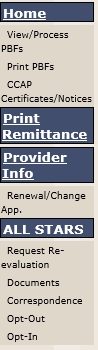 Home
View/Process
PBFs
Print PBFs
CCAP
Certificates/Notices
Print
Remittance
Provider
Info
Renewal/Change
App.
ALL STARS
Request Re-
evaluation
Documents
Correspondence
Opt-Out
Opt-In